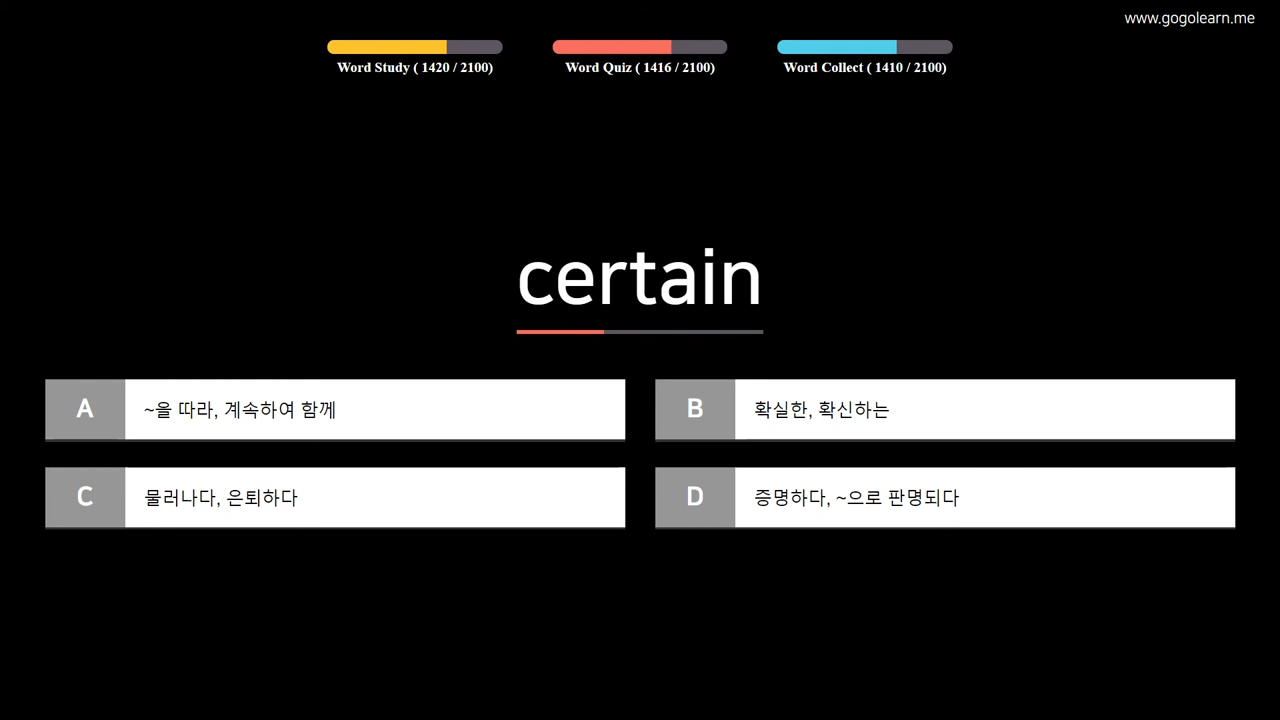 www.gogolearn.me
Word Study ( 1420 / 2100)
Word Quiz ( 1416 / 2100)
Word Collect ( 1410 / 2100)
certain
A ~을 따라, 계속하여 함께
B 확실한, 확신하는
C 물러나다, 은퇴하다
D 증명하다, ~으로 판명되다